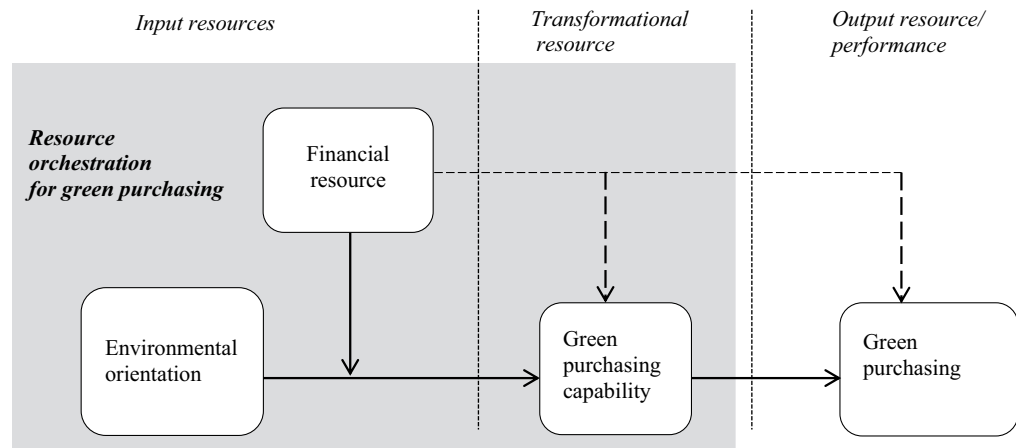 Input resources
Transformational
resource
Output resource/
performance
Resource
orchestration
for green purchasing
Financial
resource
Environmental
orientation
Green
purchasing
capability
Green
purchasing